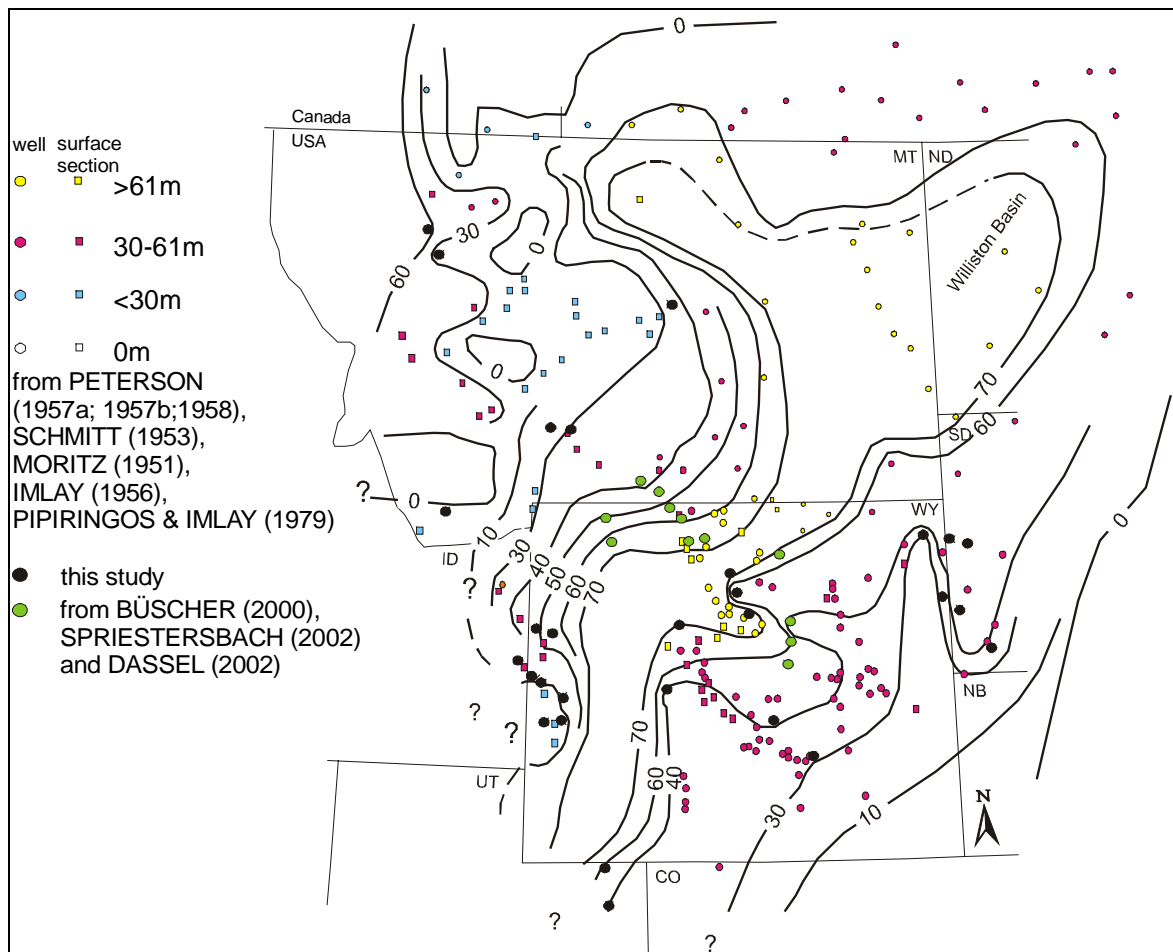 Canada
USA
well
surface
section
>61m
30-61m
<30m
0m
from PETERSON
(1957a; 1957b;1958),
SCHMITT (1953),
MORITZ (1951),
IMLAY (1956),
PIPIRINGOS & IMLAY (1979)
this study
from BÜSCHER (2000),
SPRIESTERSBACH (2002)
and DASSEL (2002)
0
MT
ND
Williston Basin
30
0
60
0
70
60
SD
? 0
WY
0
ID
10
30
40
50
60
70
?
NB
?
?
70
60
40
UT
30
10
N
CO
?
?